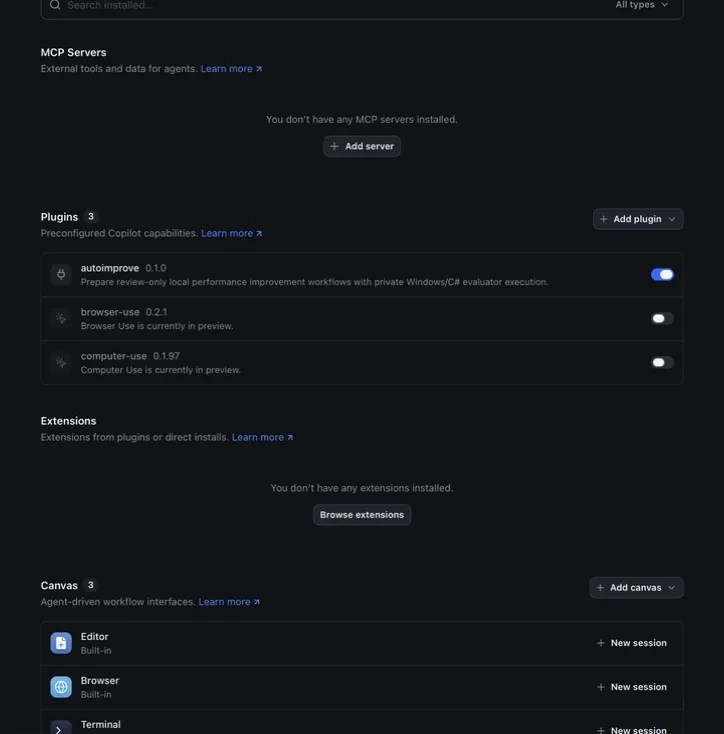 Search installed...
All types
MCP Servers
External tools and data for agents. Learn more ↗
You don't have any MCP servers installed.
+ Add server
Plugins 3
+ Add plugin
Preconfigured Copilot capabilities. Learn more ↗
autoimprove 0.1.0
Prepare review-only local performance improvement workflows with private Windows/C# evaluator execution.
browser-use 0.2.1
Browser Use is currently in preview.
computer-use 0.1.97
Computer Use is currently in preview.
Extensions
Extensions from plugins or direct installs. Learn more ↗
You don't have any extensions installed.
Browse extensions
Canvas 3
+ Add canvas
Agent-driven workflow interfaces. Learn more ↗
Editor
Built-in
+ New session
Browser
Built-in
+ New session
Terminal
+ New session